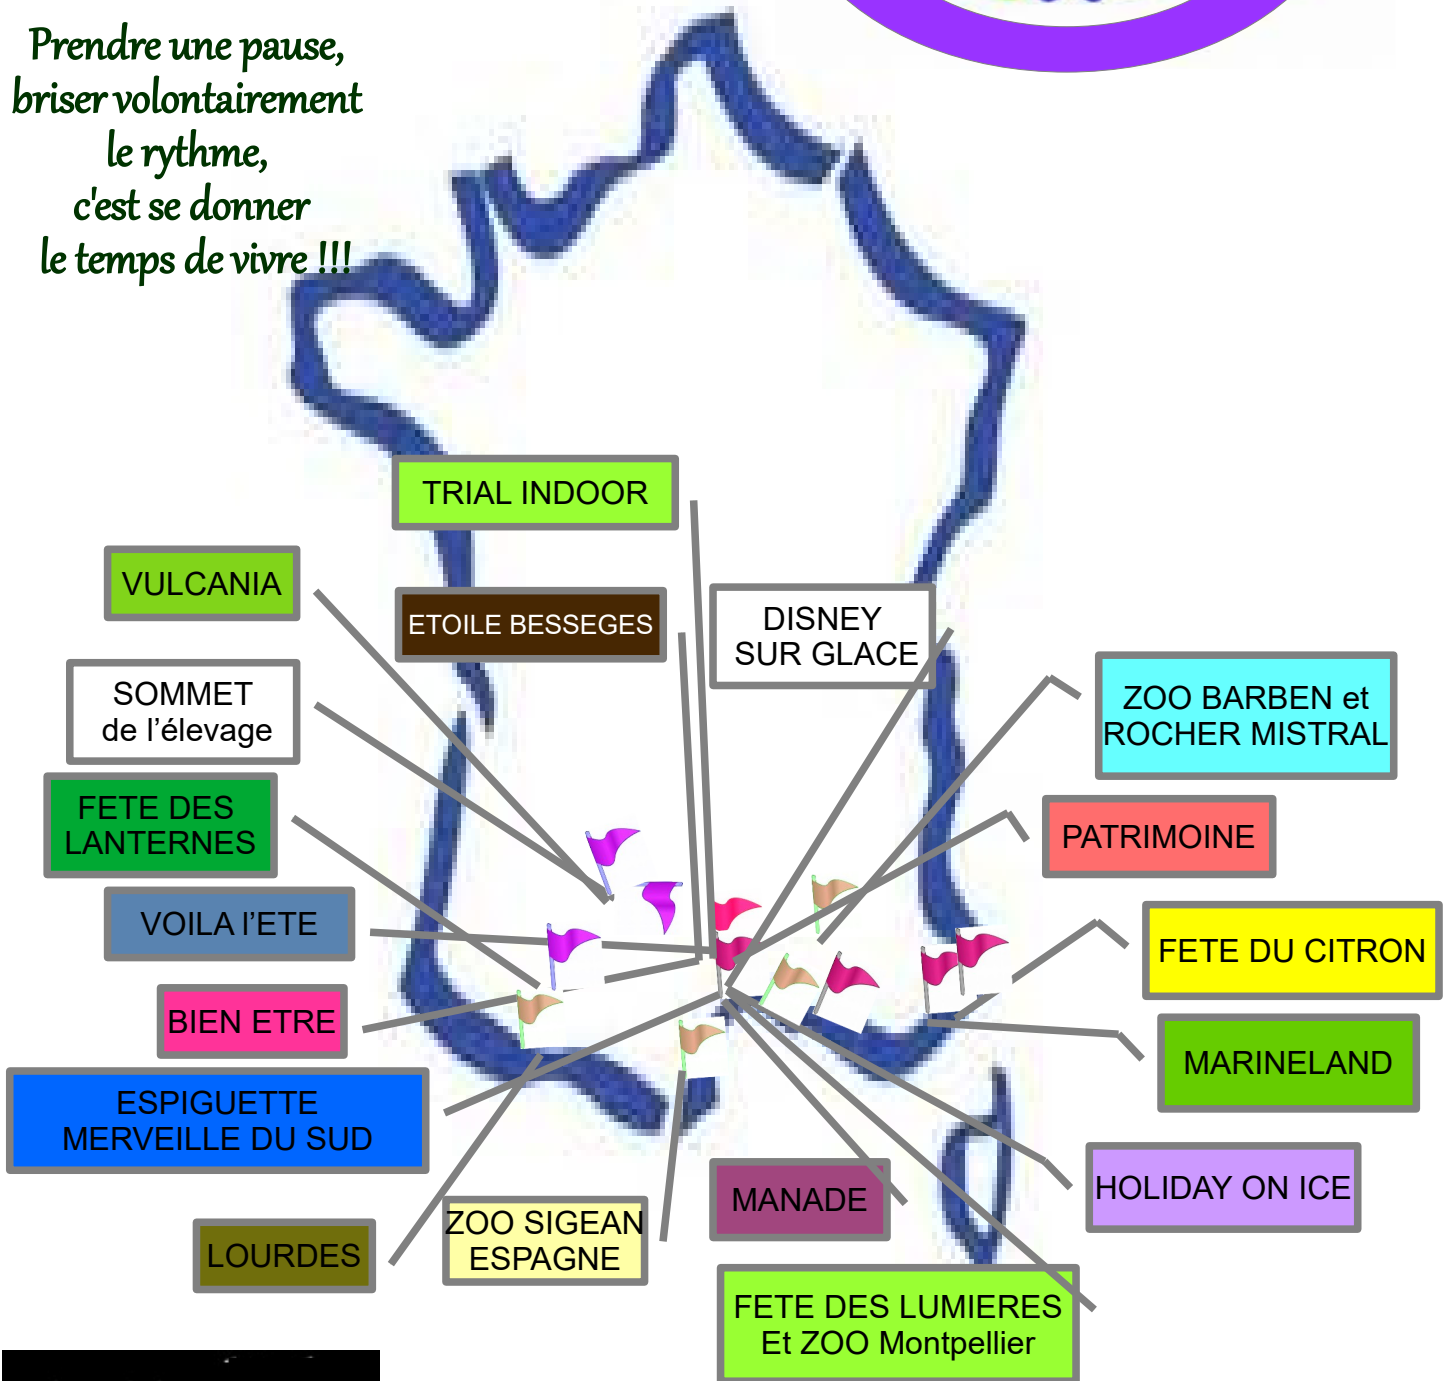 Prendre une pause,
briser volontairement
le rythme,
c'est se donner
le temps de vivre !!!
TRIAL INDOOR
VULCANIA
ETOILE BESSEGES
DISNEY
SUR GLACE
SOMMET
de l'élevage
ZOO BARBEN et
ROCHER MISTRAL
FETE DES
LANTERNES
PATRIMOINE
VOILA l'ETE
FETE DU CITRON
BIEN ETRE
MARINELAND
ESPIGUETTE
MERVEILLE DU SUD
HOLIDAY ON ICE
MANADE
ZOO SIGEAN
ESPAGNE
LOURDES
FETE DES LUMIERES
Et ZOO Montpellier